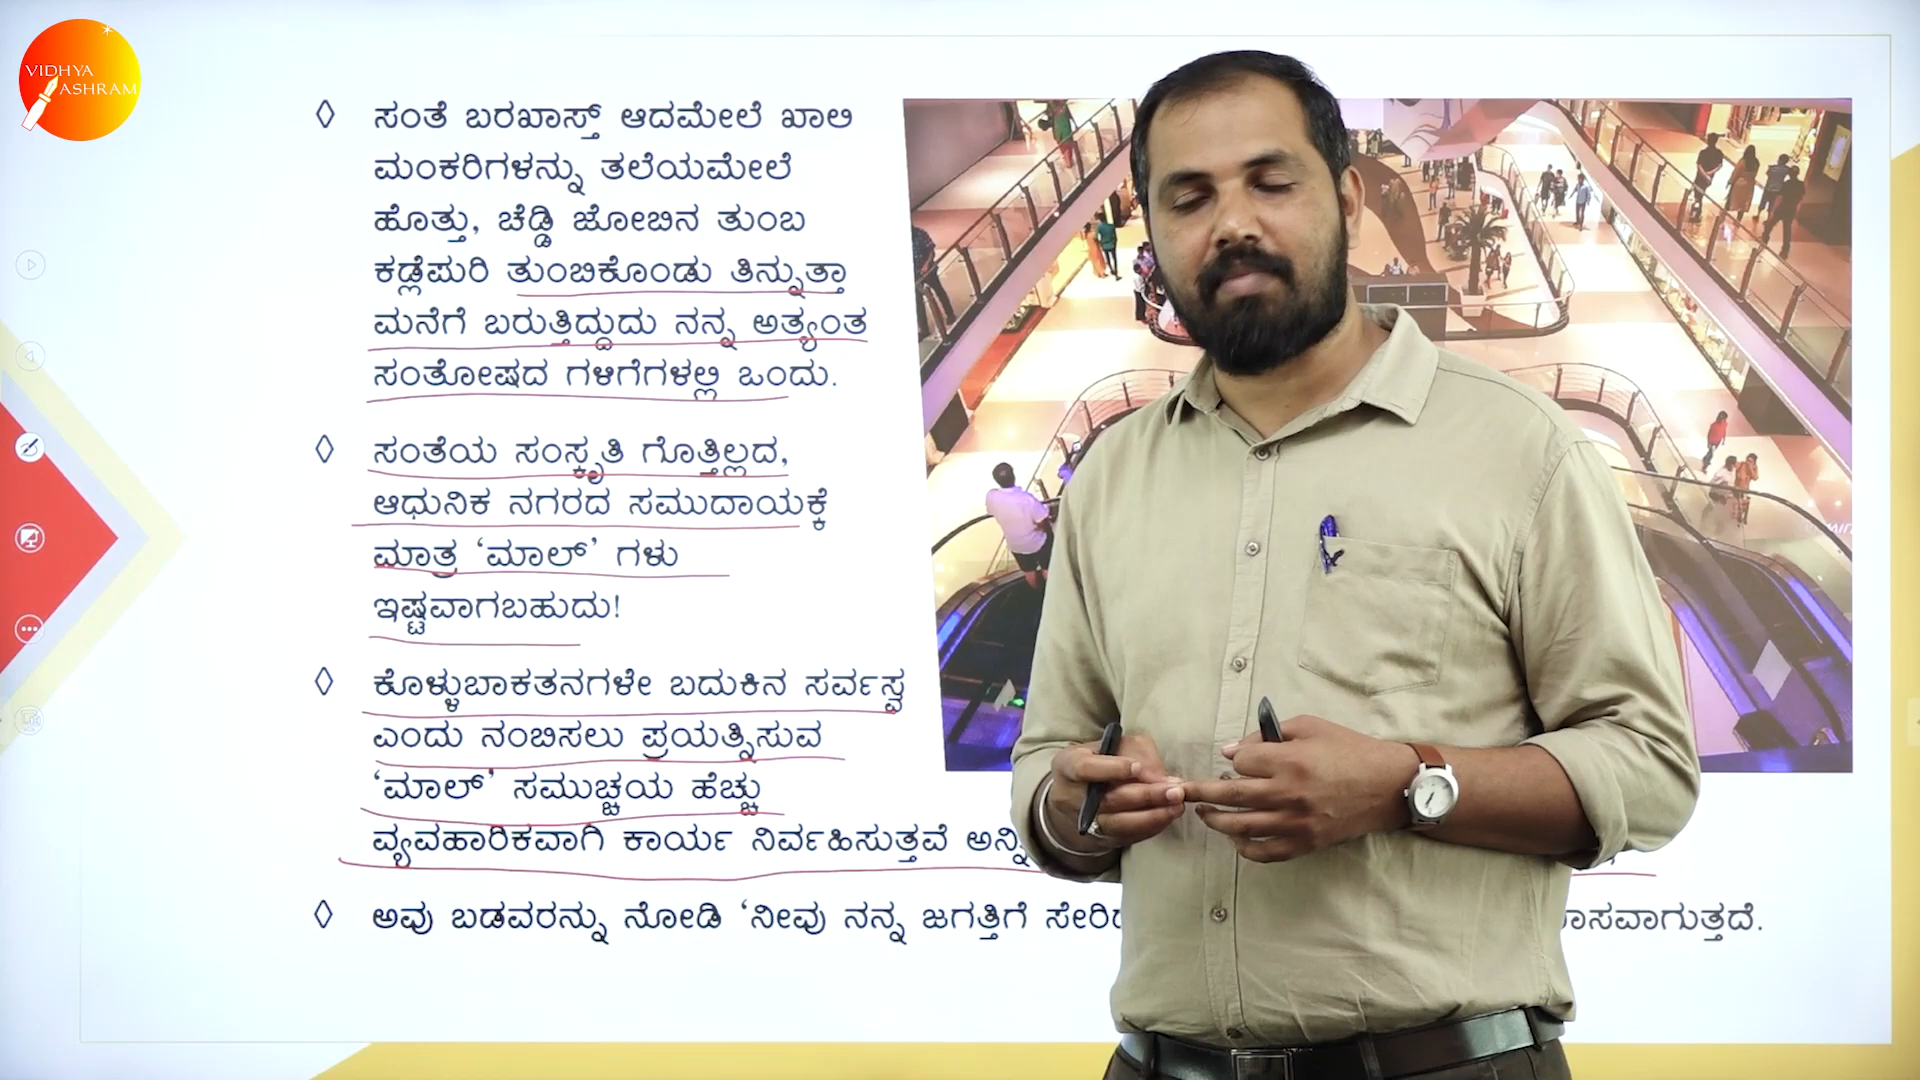 VIDHYA
ASHRAM
ಸಂತೆ ಬರಖಾಸ್ತ್ ಆದಮೇಲೆ ಖಾಲಿ
ಮಂಕರಿಗಳನ್ನು ತಲೆಯಮೇಲೆ
ಹೊತ್ತು, ಚೆಡ್ಡಿ ಜೋಬಿನ ತುಂಬ
ಕಡ್ಲೆಪುರಿ ತುಂಬಿಕೊಂಡು ತಿನ್ನುತ್ತಾ
ಮನೆಗೆ ಬರುತ್ತಿದ್ದುದು ನನ್ನ ಅತ್ಯಂತ
ಸಂತೋಷದ ಗಳಿಗೆಗಳಲ್ಲಿ ಒಂದು.
ಸಂತೆಯ ಸಂಸ್ಕೃತಿ ಗೊತ್ತಿಲ್ಲದ,
ಆಧುನಿಕ ನಗರದ ಸಮುದಾಯಕ್ಕೆ
ಮಾತ್ರ ‘ಮಾಲ್’ ಗಳು
ಇಷ್ಟವಾಗಬಹುದು!
ಕೊಳ್ಳುಬಾಕತನಗಳೇ ಬದುಕಿನ ಸರ್ವಸ್ವ
ಎಂದು ನಂಬಿಸಲು ಪ್ರಯತ್ನಿಸುವ
‘ಮಾಲ್’ ಸಮುಚ್ಚಯ ಹೆಚ್ಚು
ವ್ಯವಹಾರಿಕವಾಗಿ ಕಾರ್ಯ ನಿರ್ವಹಿಸುತ್ತವೆ
ಅವು ಬಡವರನ್ನು ನೋಡಿ ‘ನೀವು ನನ್ನ ಜಗತ್ತಿಗೆ